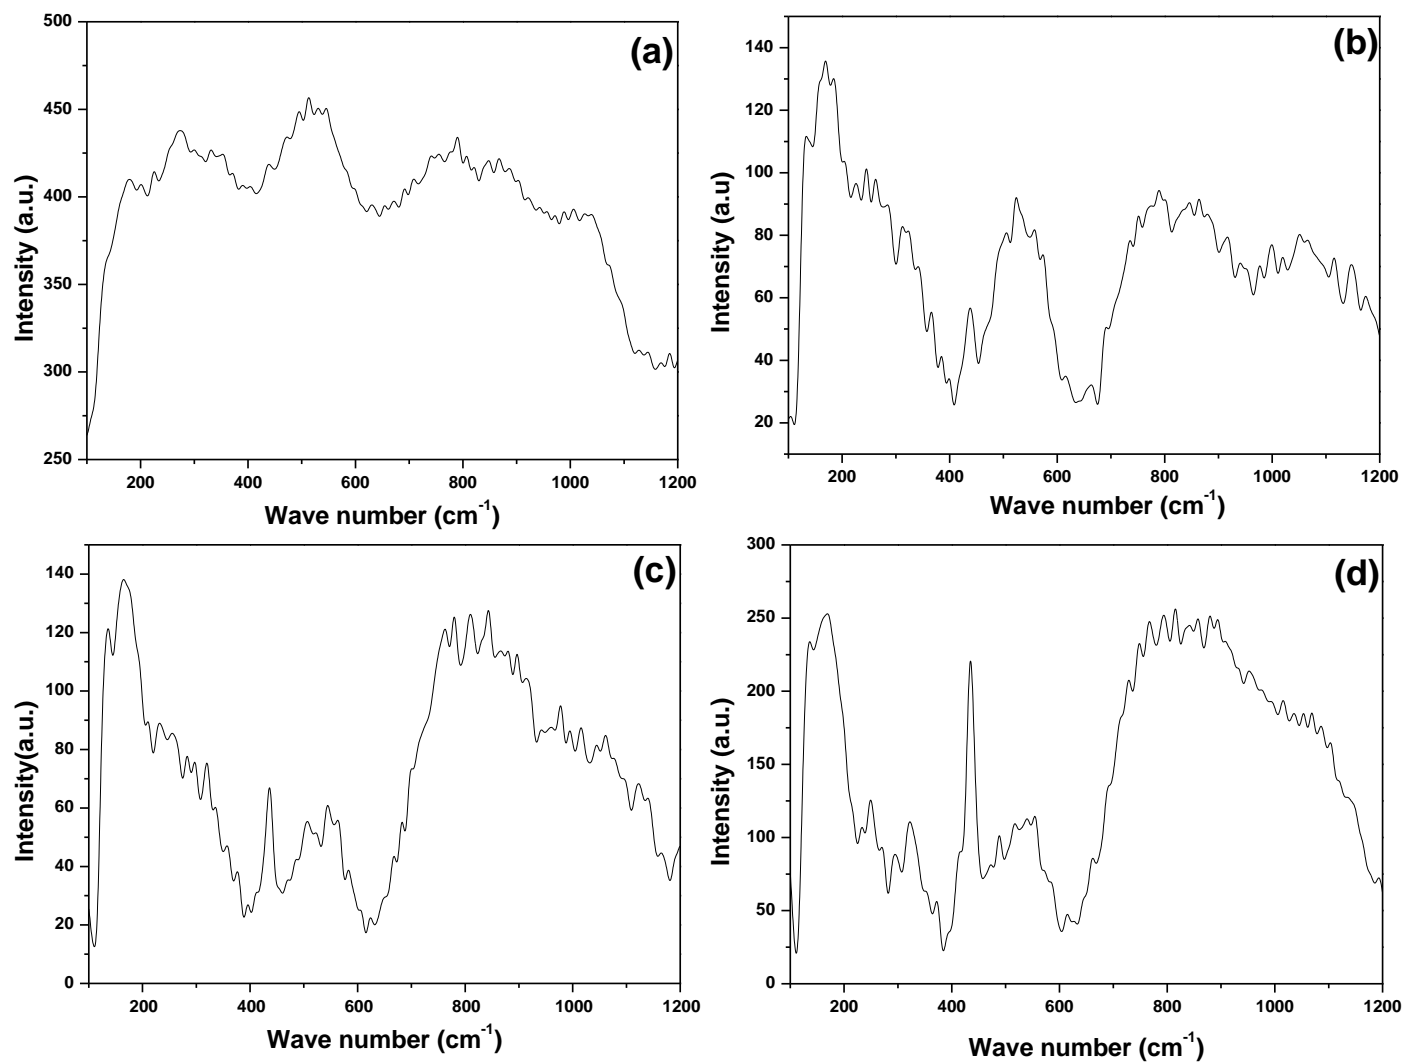 (a)
500
450
400
350
300
250
Intensity (a.u.)
200 400 600 800 1000 1200
Wave number (cm-1)
(b)
140
120
100
80
60
40
20
Intensity (a.u)
200 400 600 800 1000 1200
Wave number (cm-1)
(c)
140
120
100
80
60
40
20
0
Intensity(a.u.)
200 400 600 800 1000 1200
Wave number (cm-1)
(d)
300
250
200
150
100
50
0
Intensity (a.u.)
200 400 600 800 1000 1200
Wave number (cm-1)